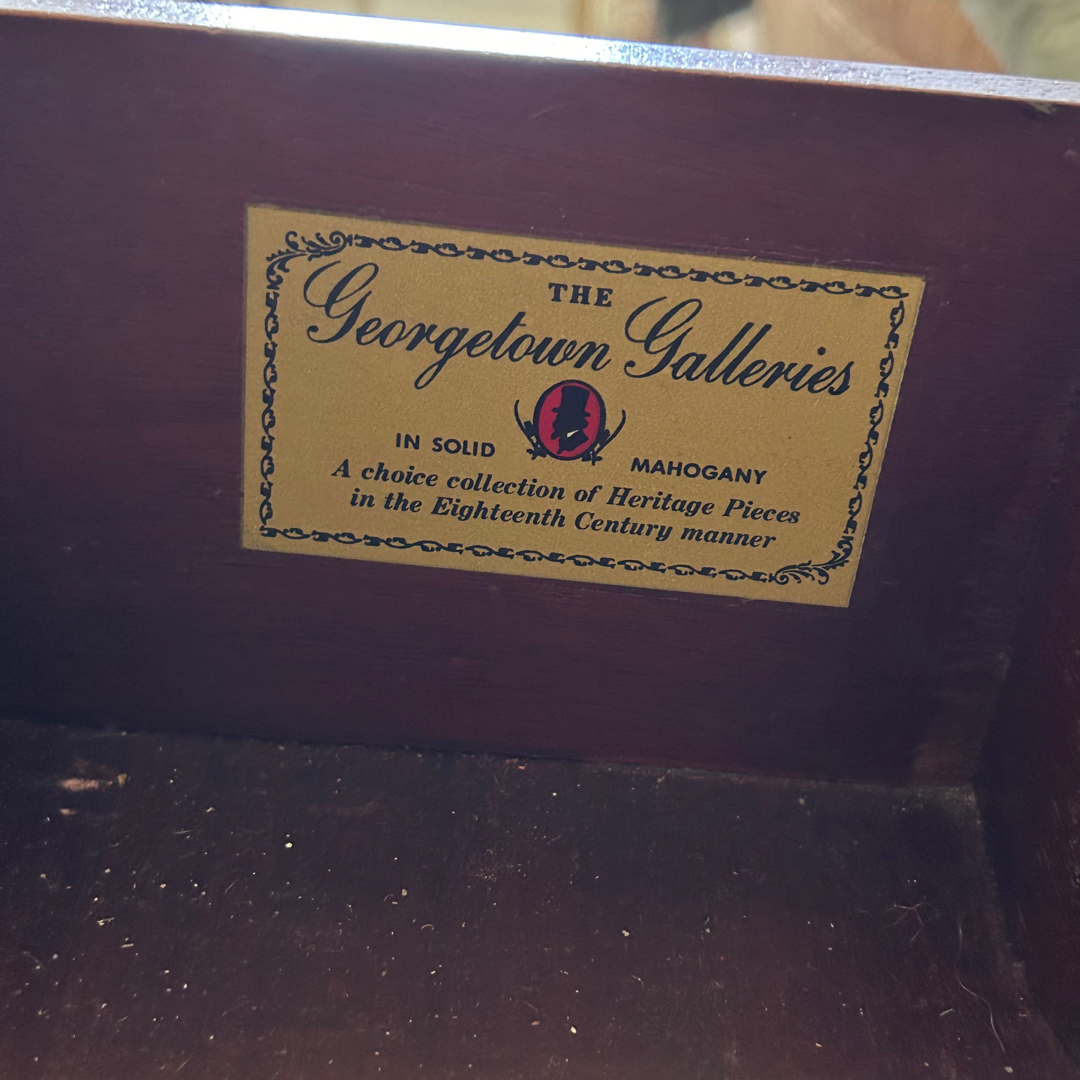 THE
Georgetown Galleries
IN SOLID MAHOGANY
A choice collection of Heritage Pieces
in the Eighteenth Century manner